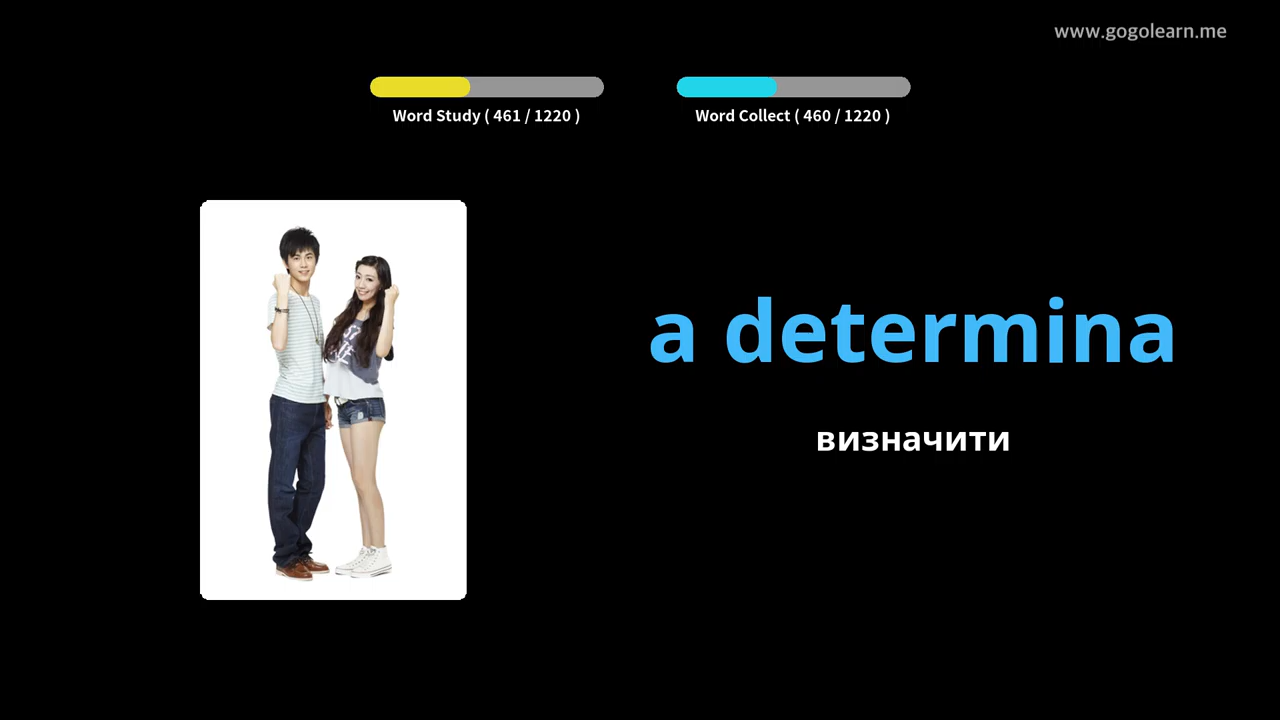 www.gogolearn.me
Word Study ( 461 / 1220 )
Word Collect ( 460 / 1220 )
a determina
визначити